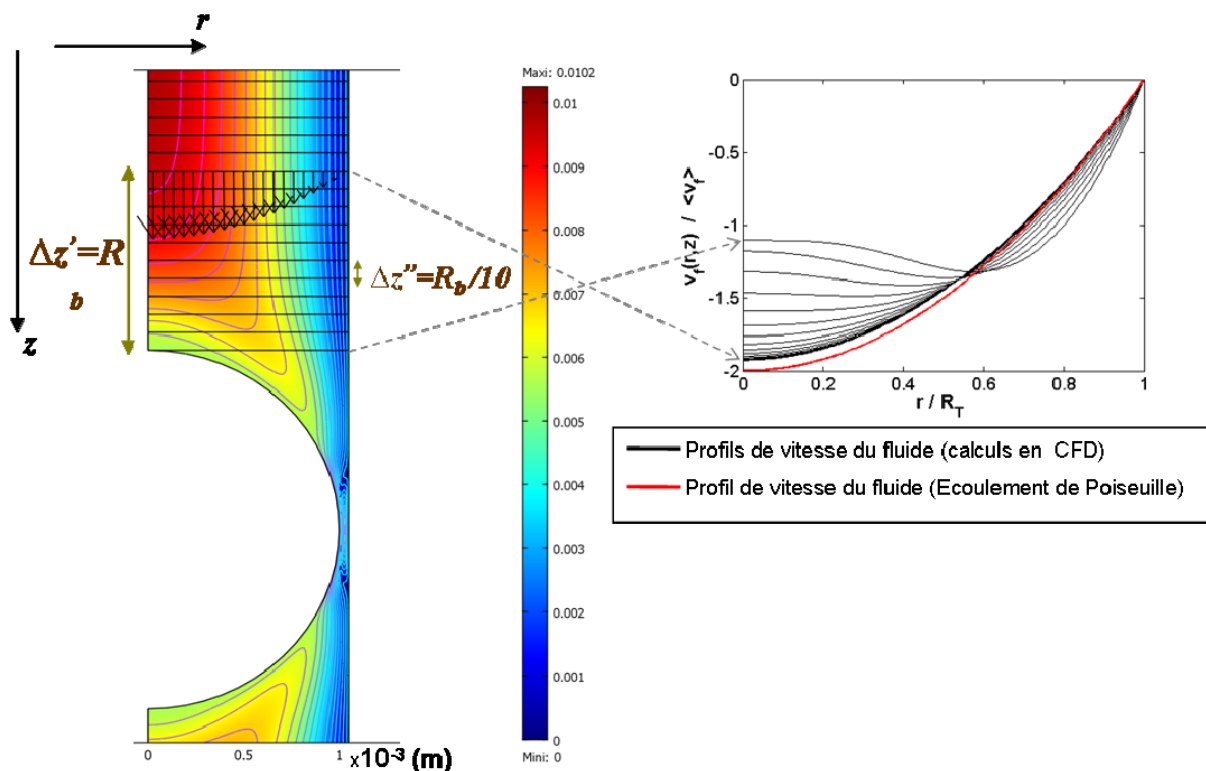 r
z
Δz'=R
b
Δz''=R_b/10
Maxi: 0.0102
0.01
0.009
0.008
0.007
0.006
0.005
0.004
0.003
0.002
0.001
0
Mini: 0
0 0.5 1 ×10⁻³ (m)
0
-0.5
-1
-1.5
-2
v_f(r,z) / <v_f>
0 0.2 0.4 0.6 0.8 1
r / R_T
Profils de vitesse du fluide (calculs en CFD)
Profil de vitesse du fluide (Ecoulement de Poiseuille)